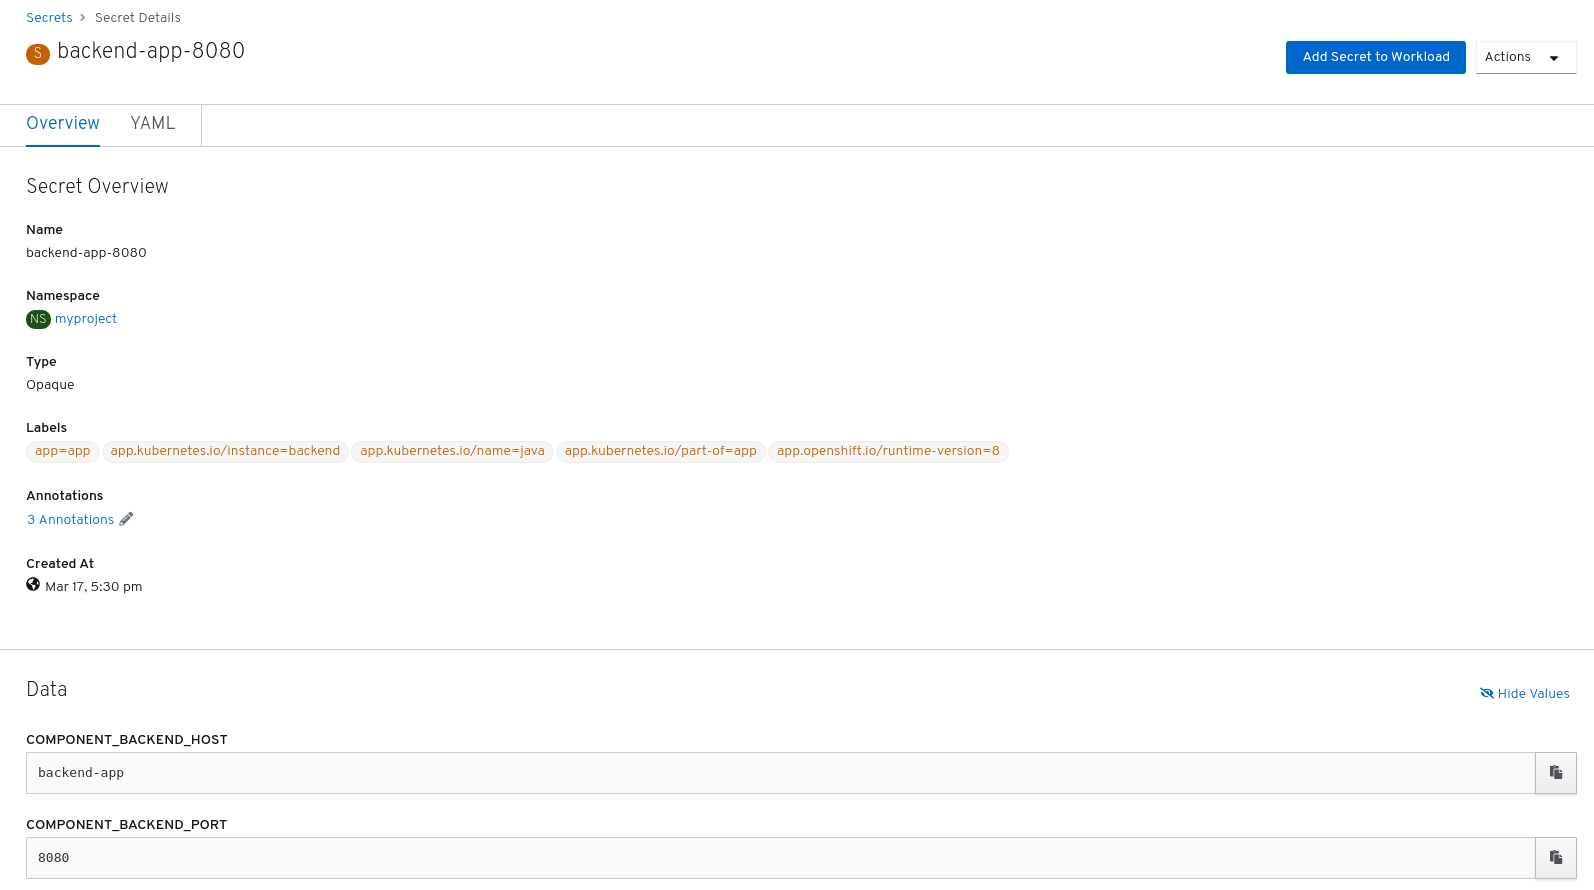 Secrets > Secret Details
S backend-app-8080
Add Secret to Workload Actions
Overview YAML
Secret Overview
Name
backend-app-8080
Namespace
NS myproject
Type
Opaque
Labels
app=app app.kubernetes.io/instance=backend app.kubernetes.io/name=java app.kubernetes.io/part-of=app app.openshift.io/runtime-version=8
Annotations
3 Annotations
Created At
Mar 17, 5:30 pm
Data
Hide Values
COMPONENT_BACKEND_HOST
backend-app
COMPONENT_BACKEND_PORT
8080